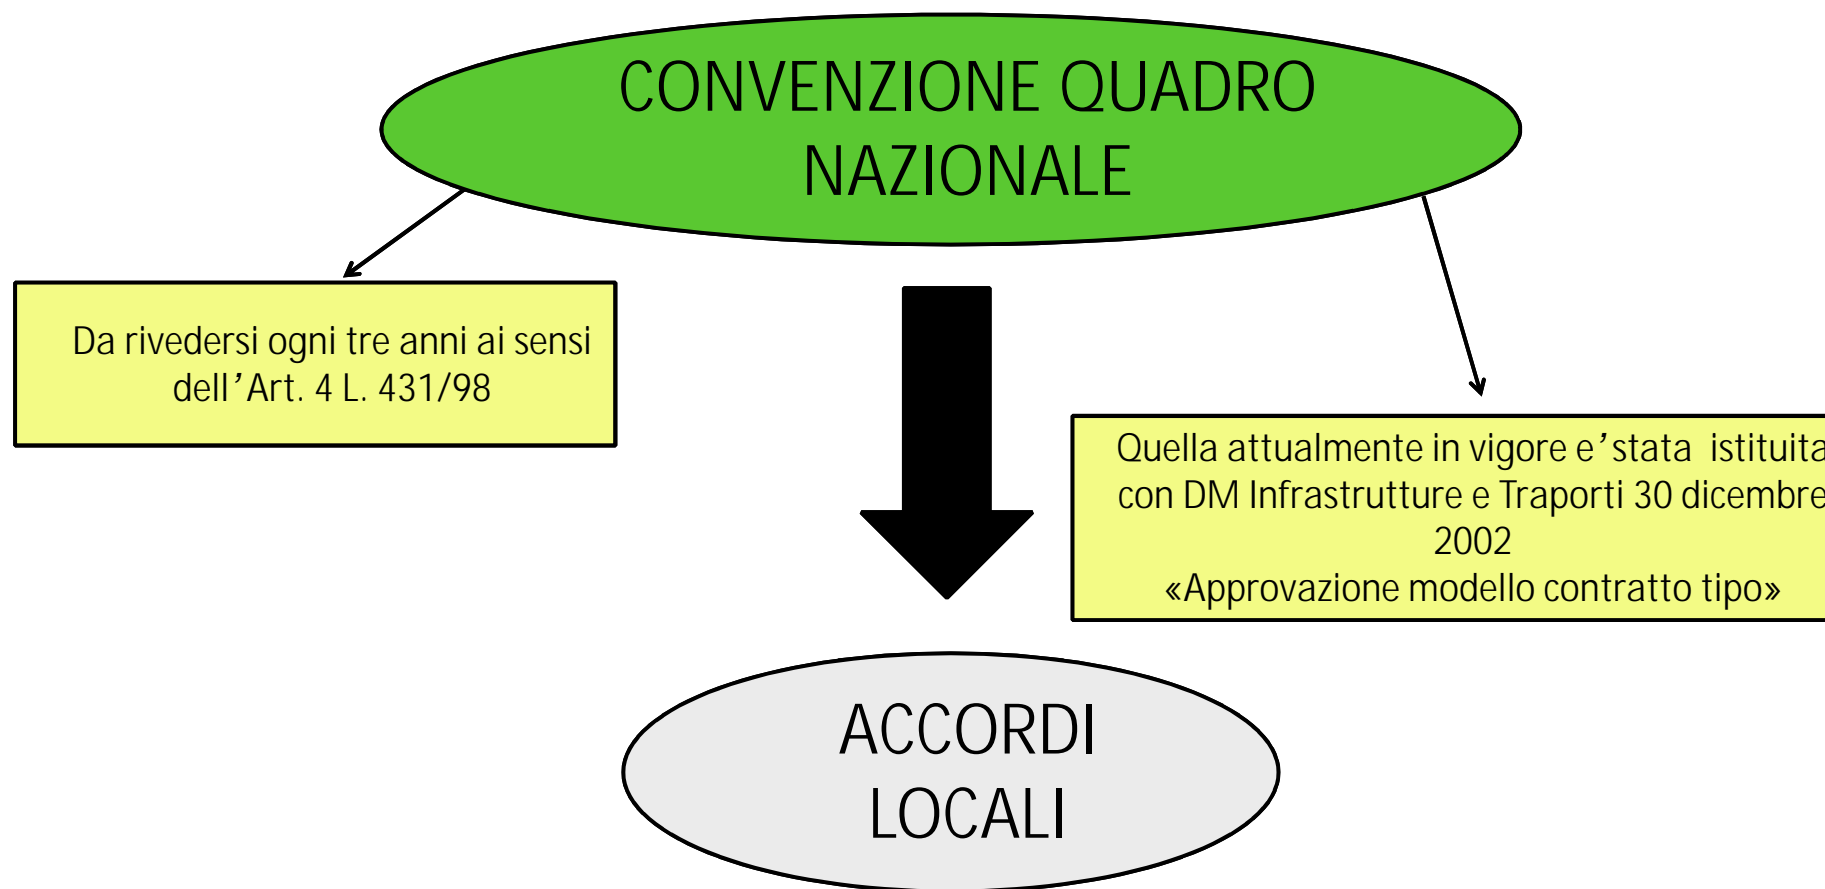 CONVENZIONE QUADRO
NAZIONALE
Da rivedersi ogni tre anni ai sensi
dell’Art. 4 L. 431/98
Quella attualmente in vigore e’stata istituita
con DM Infrastrutture e Traporti 30 dicembre
2002
«Approvazione modello contratto tipo»
ACCORDI
LOCALI